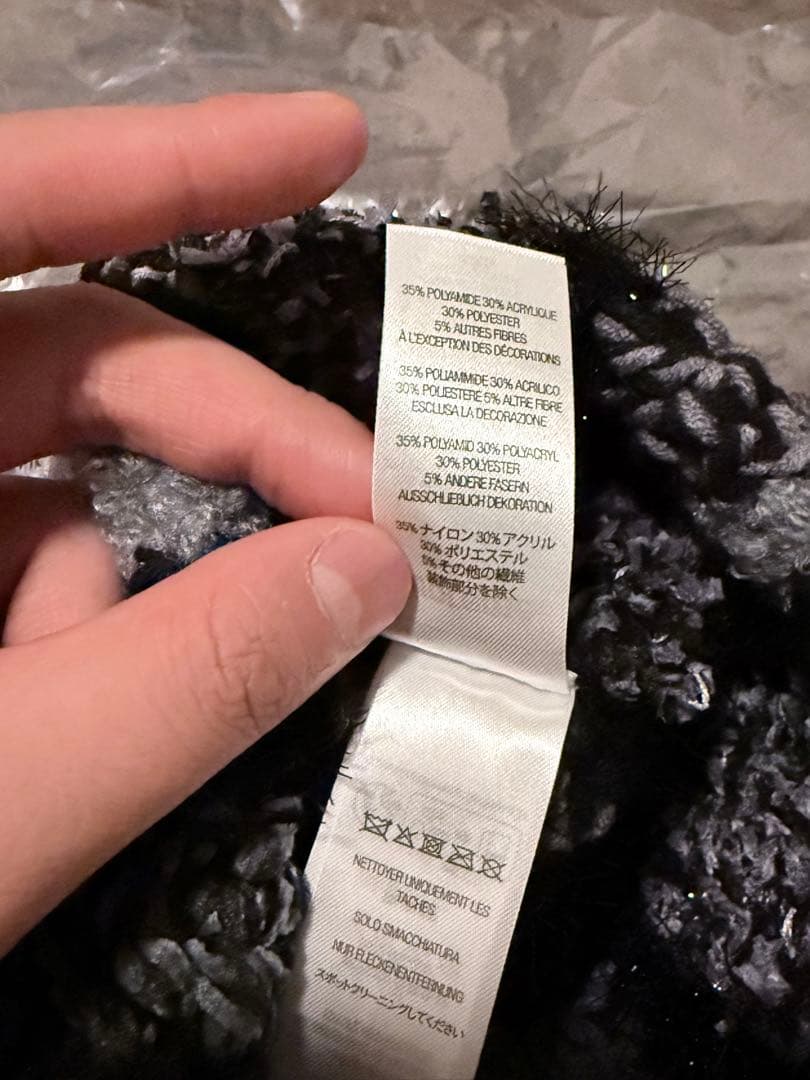 35% POLYAMIDE 30% ACRYLIQUE
30% POLYESTER
5% AUTRES FIBRES
À L'EXCEPTION DES DÉCORATIONS
35% POLIAMMIDE 30% ACRILICO
30% POLIESTERE 5% ALTRE FIBRE
ESCLUSA LA DECORAZIONE
35% POLYAMID 30% POLYACRYL
30% POLYESTER
5% ANDERE FASERN
AUSSCHLIEßLICH DEKORATION
35% ナイロン 30% アクリル
30% ポリエステル
5% その他の繊維
装飾部分を除く
NETTOYER UNIQUEMENT LES
TACHES
SOLO SMACCHIATURA
NUR FLECKENENTFERNUNG
スポットクリーニングしてください